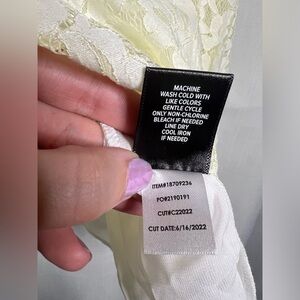 MACHINE
WASH COLD WITH
LIKE COLORS
GENTLE CYCLE
ONLY NON-CHLORINE
BLEACH IF NEEDED
LINE DRY
COOL IRON
IF NEEDED
ITEM#18709236
PO#2190191
CUT#C22022
CUT DATE:6/16/2022